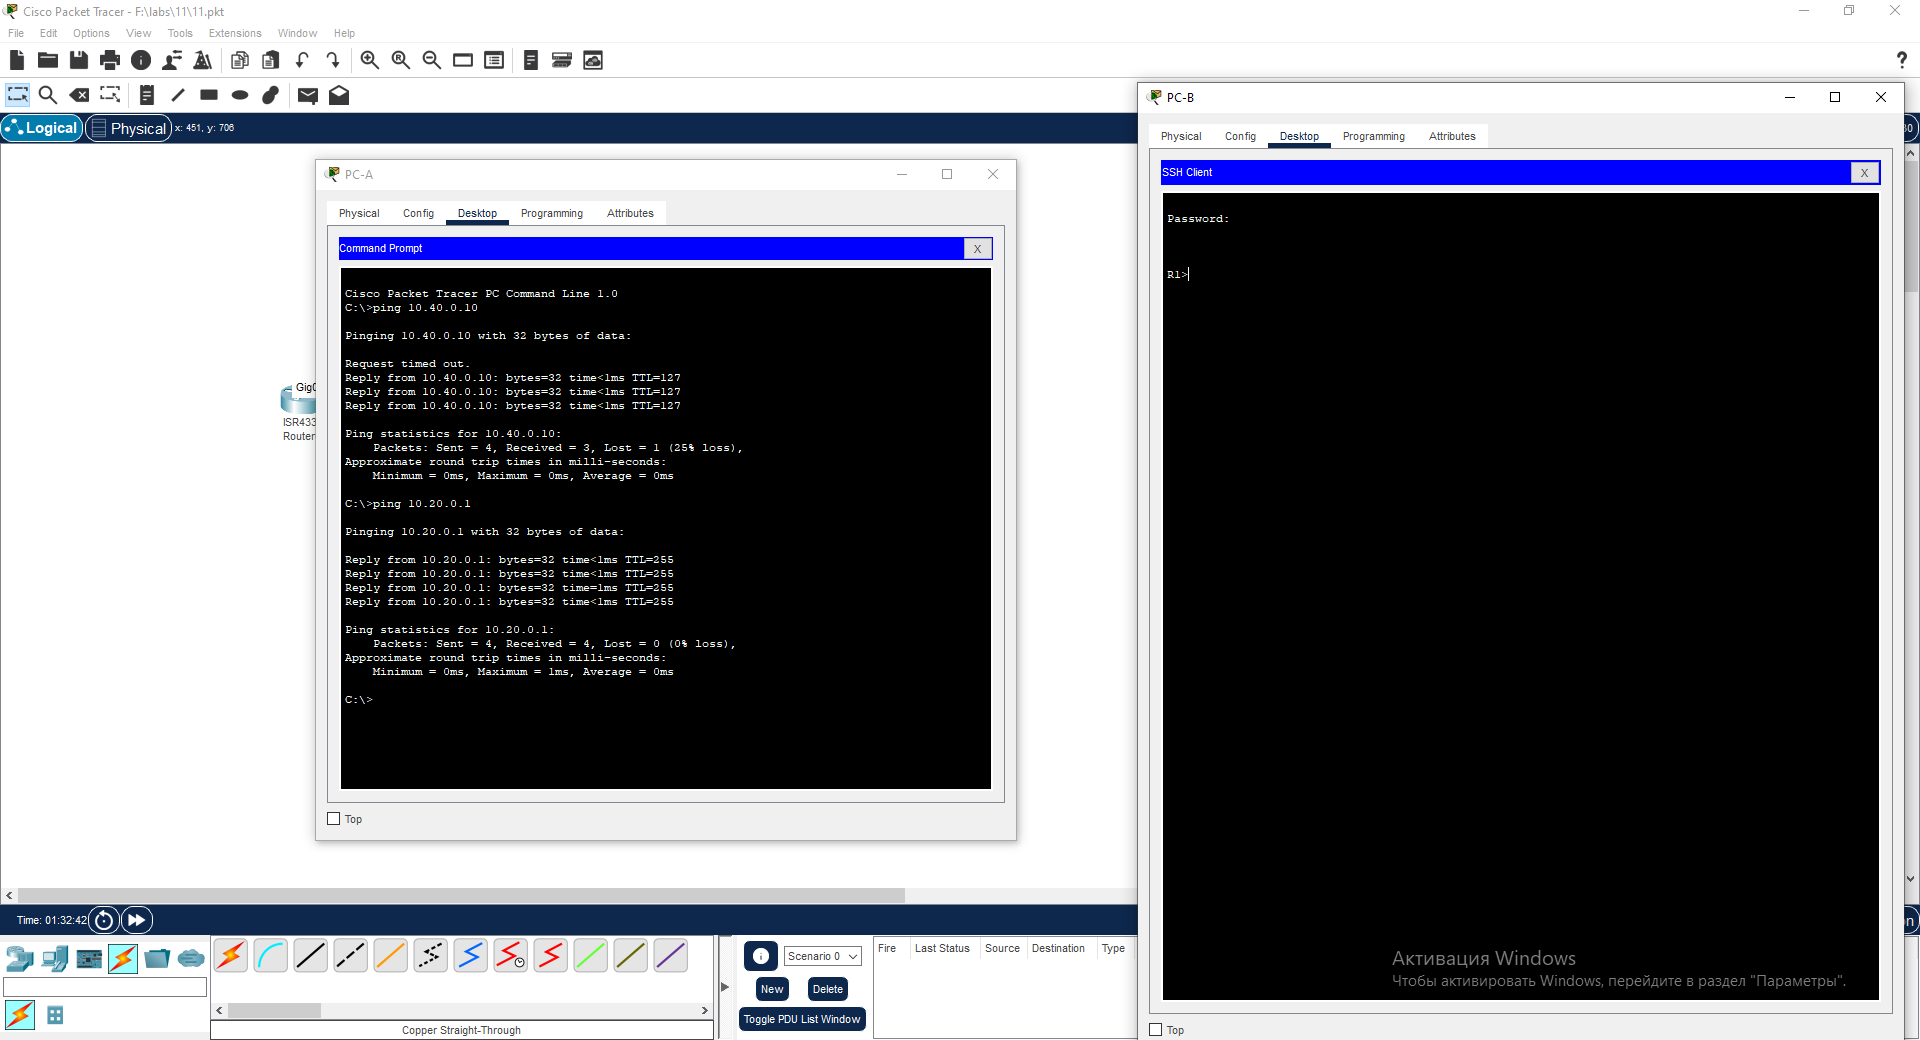 Cisco Packet Tracer - F:\labs\11\11.pkt
File Edit Options View Tools Extensions Window Help
?
Logical Physical x: 451, y: 706
PC-A
Physical Config Desktop Programming Attributes
Command Prompt X
Cisco Packet Tracer PC Command Line 1.0
C:\>ping 10.40.0.10
Pinging 10.40.0.10 with 32 bytes of data:
Request timed out.
Reply from 10.40.0.10: bytes=32 time<1ms TTL=127
Reply from 10.40.0.10: bytes=32 time<1ms TTL=127
Reply from 10.40.0.10: bytes=32 time<1ms TTL=127
Ping statistics for 10.40.0.10:
Packets: Sent = 4, Received = 3, Lost = 1 (25% loss),
Approximate round trip times in milli-seconds:
Minimum = 0ms, Maximum = 0ms, Average = 0ms
C:\>ping 10.20.0.1
Pinging 10.20.0.1 with 32 bytes of data:
Reply from 10.20.0.1: bytes=32 time<1ms TTL=255
Reply from 10.20.0.1: bytes=32 time<1ms TTL=255
Reply from 10.20.0.1: bytes=32 time=1ms TTL=255
Reply from 10.20.0.1: bytes=32 time<1ms TTL=255
Ping statistics for 10.20.0.1:
Packets: Sent = 4, Received = 4, Lost = 0 (0% loss),
Approximate round trip times in milli-seconds:
Minimum = 0ms, Maximum = 1ms, Average = 0ms
C:\>
Top
Gig0
ISR433
Router
PC-B
Physical Config Desktop Programming Attributes
SSH Client X
Password:
R1>
Активация Windows
Чтобы активировать Windows, перейдите в раздел "Параметры".
Top
Time: 01:32:42
Copper Straight-Through
Scenario 0
New Delete
Toggle PDU List Window
Fire Last Status Source Destination Type